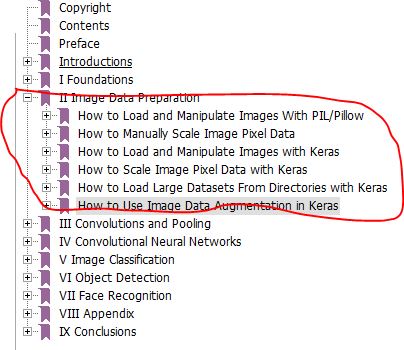 Copyright
Contents
Preface
Introductions
I Foundations
II Image Data Preparation
How to Load and Manipulate Images With PIL/Pillow
How to Manually Scale Image Pixel Data
How to Load and Manipulate Images with Keras
How to Scale Image Pixel Data with Keras
How to Load Large Datasets From Directories with Keras
How to Use Image Data Augmentation in Keras
III Convolutions and Pooling
IV Convolutional Neural Networks
V Image Classification
VI Object Detection
VII Face Recognition
VIII Appendix
IX Conclusions